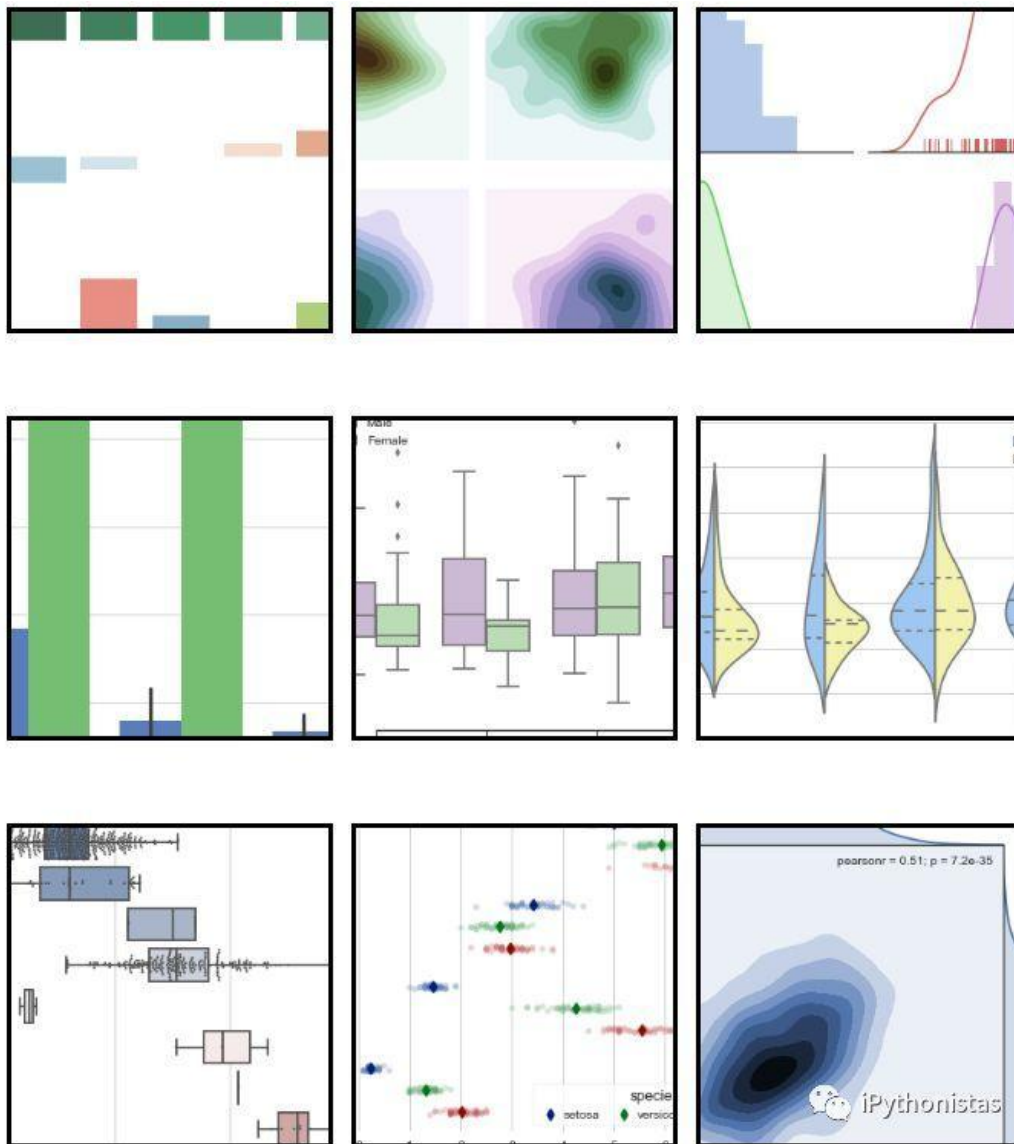 Male
Female
pearsonr = 0.51; p = 7.2e-35
specie
setosa
versic
iPythonistas